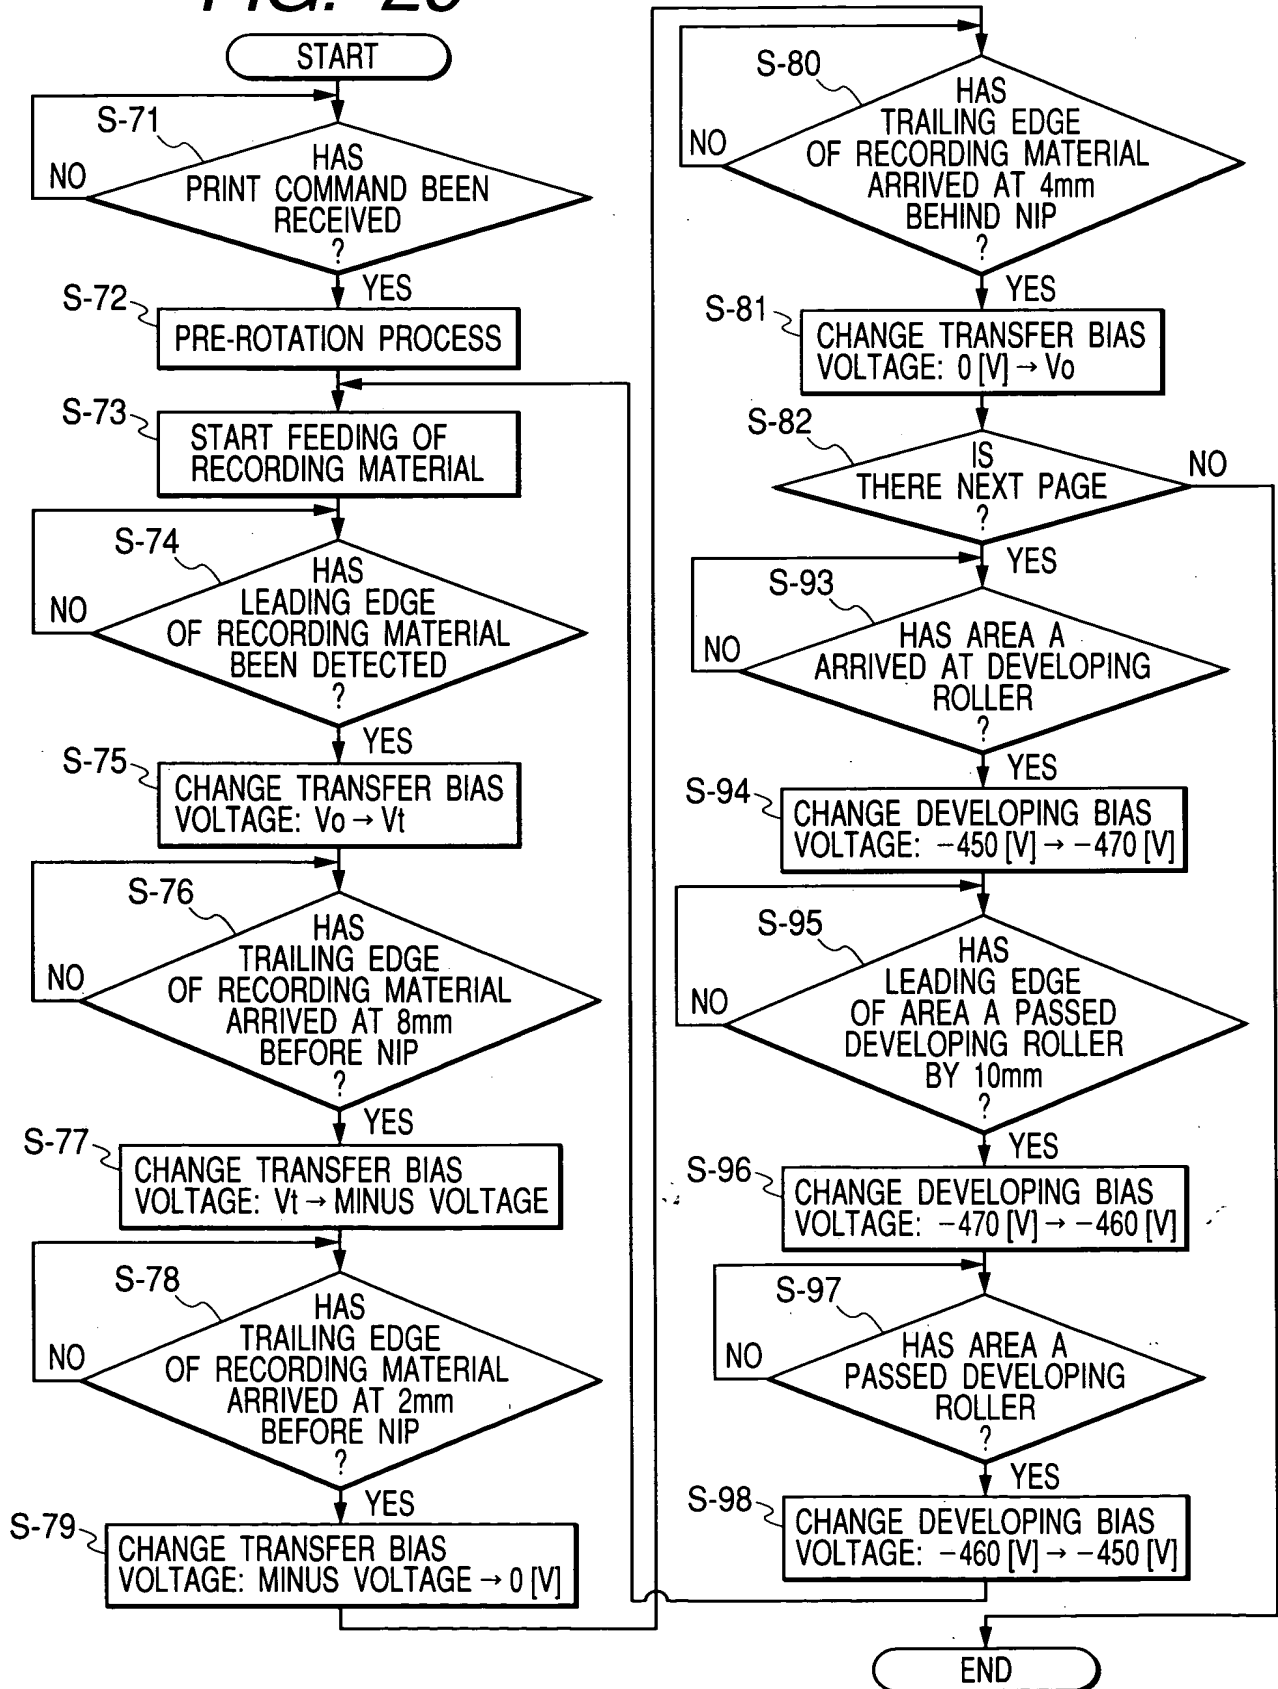 START
S-71
HAS
PRINT COMMAND BEEN
RECEIVED
?
NO
YES
S-72
PRE-ROTATION PROCESS
S-73
START FEEDING OF
RECORDING MATERIAL
S-74
HAS
LEADING EDGE
OF RECORDING MATERIAL
BEEN DETECTED
?
NO
YES
S-75
CHANGE TRANSFER BIAS
VOLTAGE: Vo → Vt
S-76
HAS
TRAILING EDGE
OF RECORDING MATERIAL
ARRIVED AT 8mm
BEFORE NIP
?
NO
YES
S-77
CHANGE TRANSFER BIAS
VOLTAGE: Vt → MINUS VOLTAGE
S-78
HAS
TRAILING EDGE
OF RECORDING MATERIAL
ARRIVED AT 2mm
BEFORE NIP
?
NO
YES
S-79
CHANGE TRANSFER BIAS
VOLTAGE: MINUS VOLTAGE → 0 [V]
S-80
HAS
TRAILING EDGE
OF RECORDING MATERIAL
ARRIVED AT 4mm
BEHIND NIP
?
NO
YES
S-81
CHANGE TRANSFER BIAS
VOLTAGE: 0 [V] → Vo
S-82
IS
THERE NEXT PAGE
?
NO
YES
S-93
HAS AREA A
ARRIVED AT DEVELOPING
ROLLER
?
NO
YES
S-94
CHANGE DEVELOPING BIAS
VOLTAGE: −450 [V] → −470 [V]
S-95
HAS
LEADING EDGE
OF AREA A PASSED
DEVELOPING ROLLER
BY 10mm
?
NO
YES
S-96
CHANGE DEVELOPING BIAS
VOLTAGE: −470 [V] → −460 [V]
S-97
HAS AREA A
PASSED DEVELOPING
ROLLER
?
NO
YES
S-98
CHANGE DEVELOPING BIAS
VOLTAGE: −460 [V] → −450 [V]
END